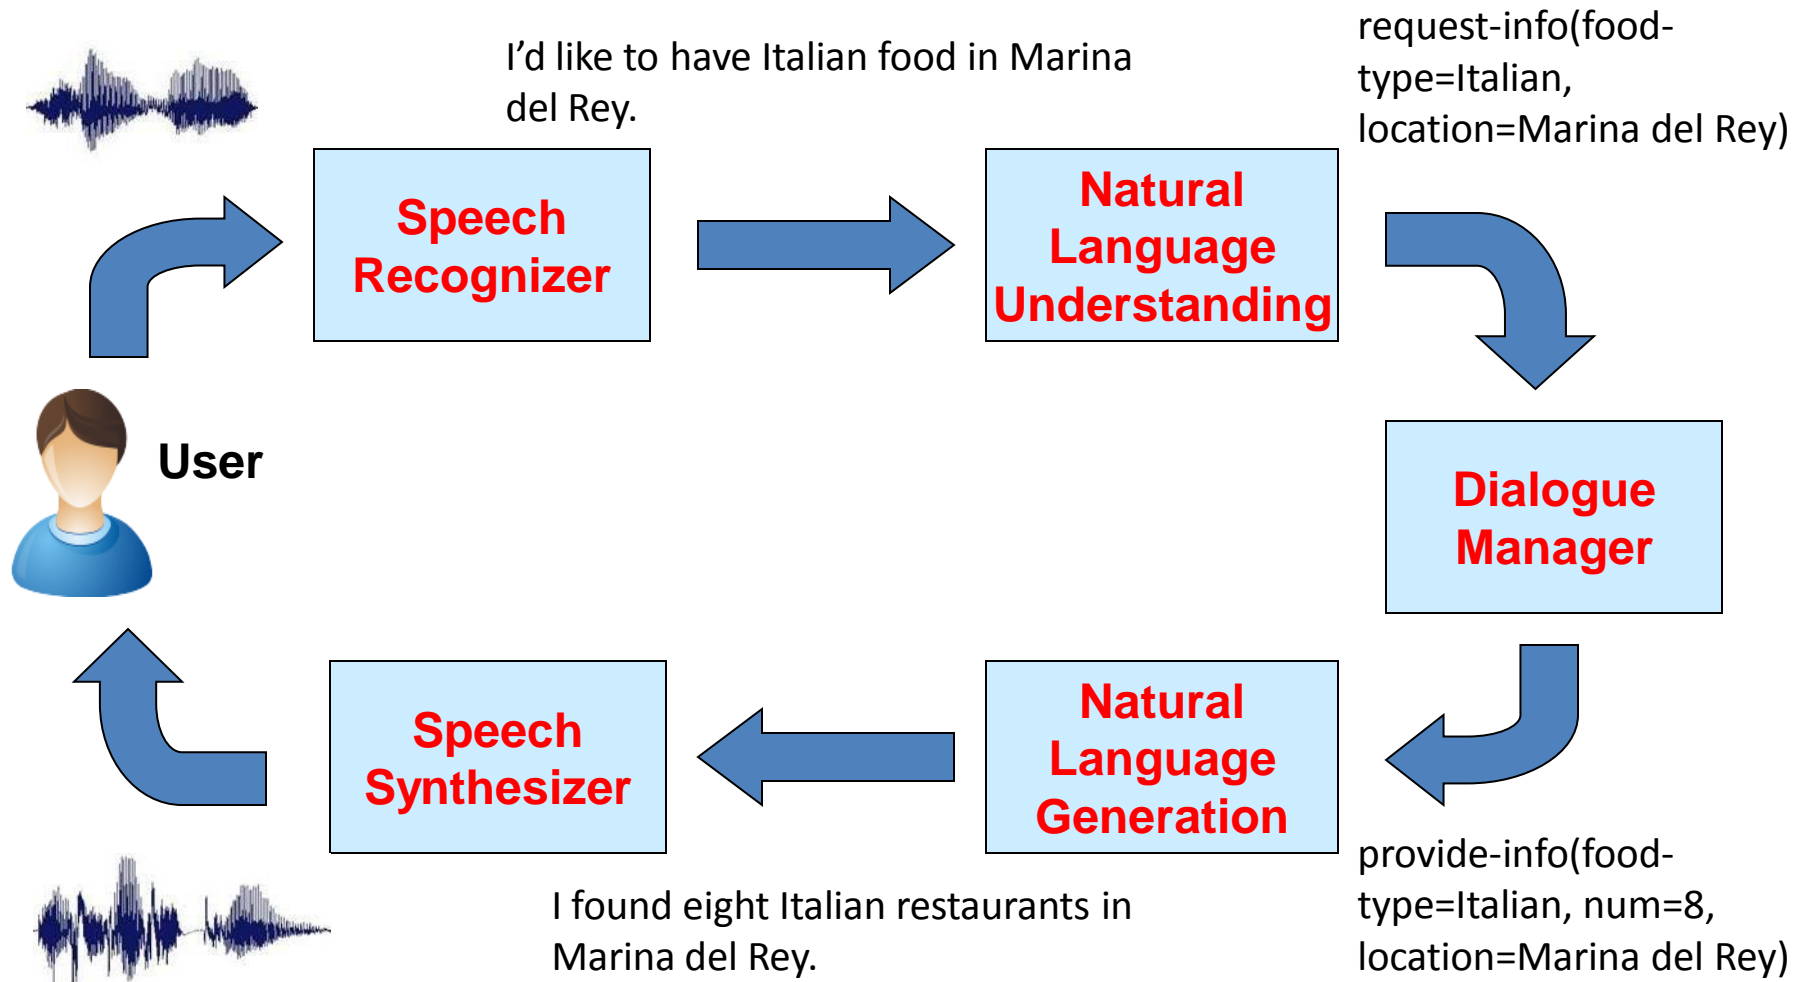 I’d like to have Italian food in Marina
del Rey.
request-info(food-
type=Italian,
location=Marina del Rey)
Speech
Recognizer
Natural
Language
Understanding
User
Dialogue
Manager
Speech
Synthesizer
Natural
Language
Generation
I found eight Italian restaurants in
Marina del Rey.
provide-info(food-
type=Italian, num=8,
location=Marina del Rey)